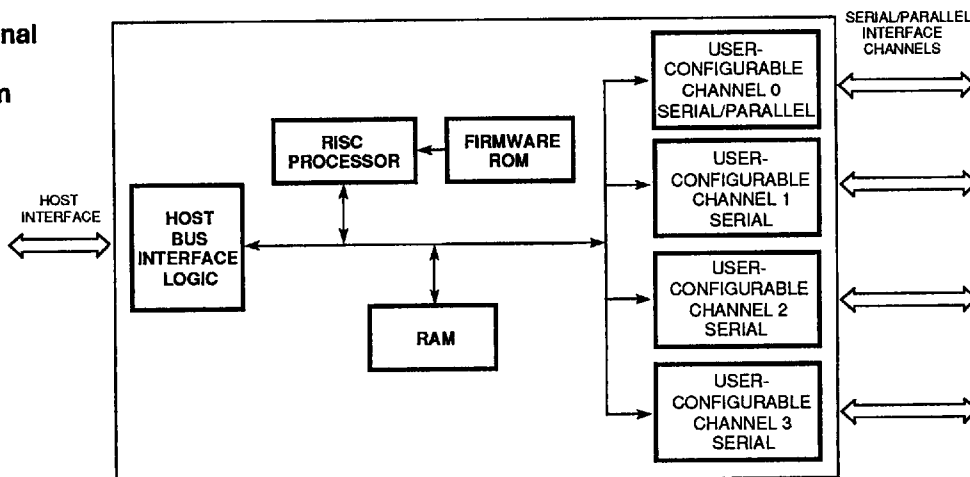 nal
m
SERIAL/PARALLEL
INTERFACE
CHANNELS
USER-
CONFIGURABLE
CHANNEL 0
SERIAL/PARALLEL
RISC
PROCESSOR
FIRMWARE
ROM
USER-
CONFIGURABLE
CHANNEL 1
SERIAL
HOST
INTERFACE
HOST
BUS
INTERFACE
LOGIC
USER-
CONFIGURABLE
CHANNEL 2
SERIAL
RAM
USER-
CONFIGURABLE
CHANNEL 3
SERIAL